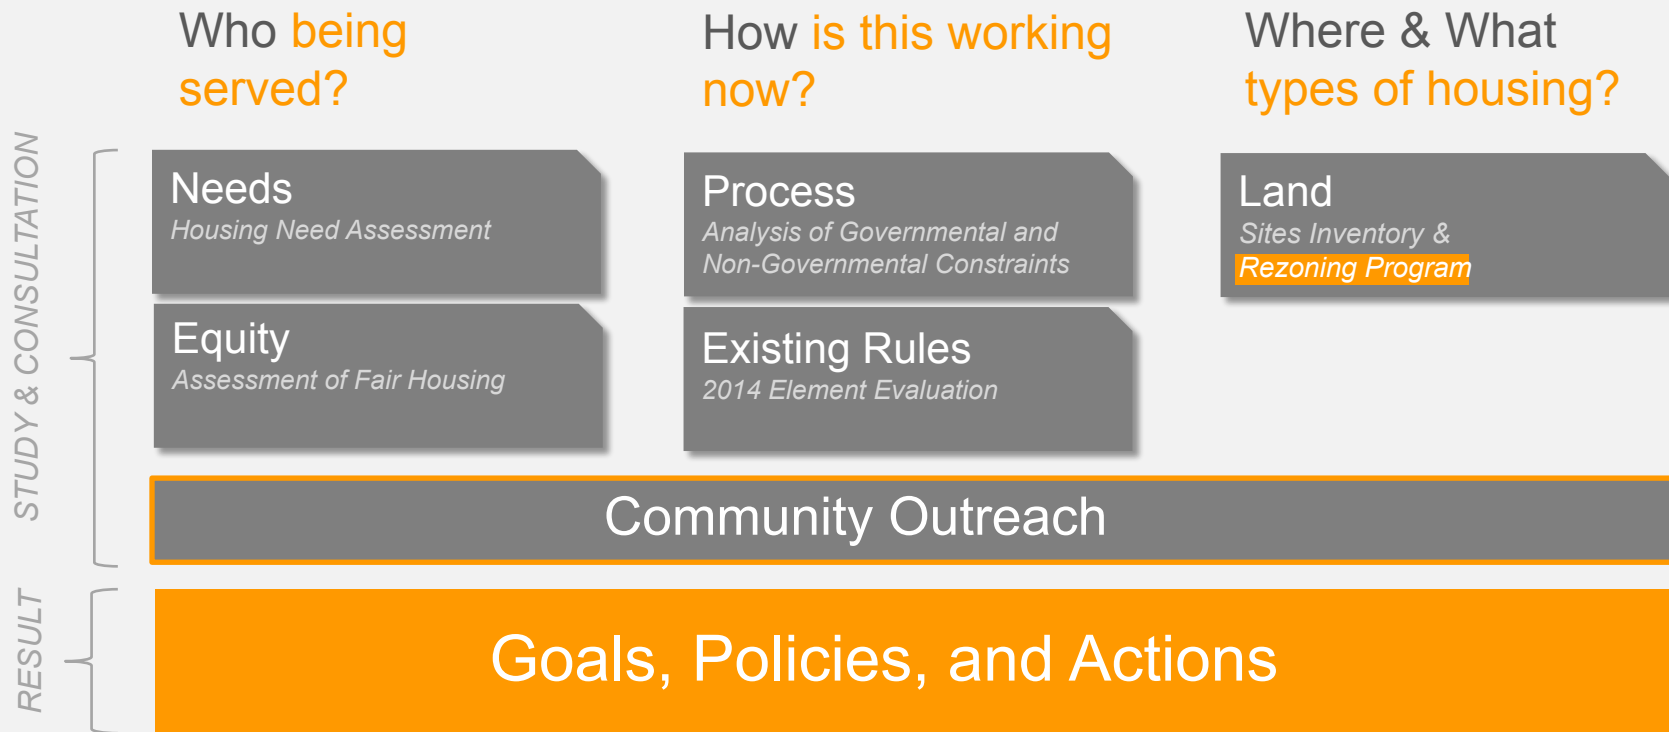 Who being
served?
How is this working
now?
Where & What
types of housing?
STUDY & CONSULTATION
Needs
Housing Need Assessment
Process
Analysis of Governmental and
Non-Governmental Constraints
Land
Sites Inventory &
Rezoning Program
Equity
Assessment of Fair Housing
Existing Rules
2014 Element Evaluation
Community Outreach
RESULT
Goals, Policies, and Actions